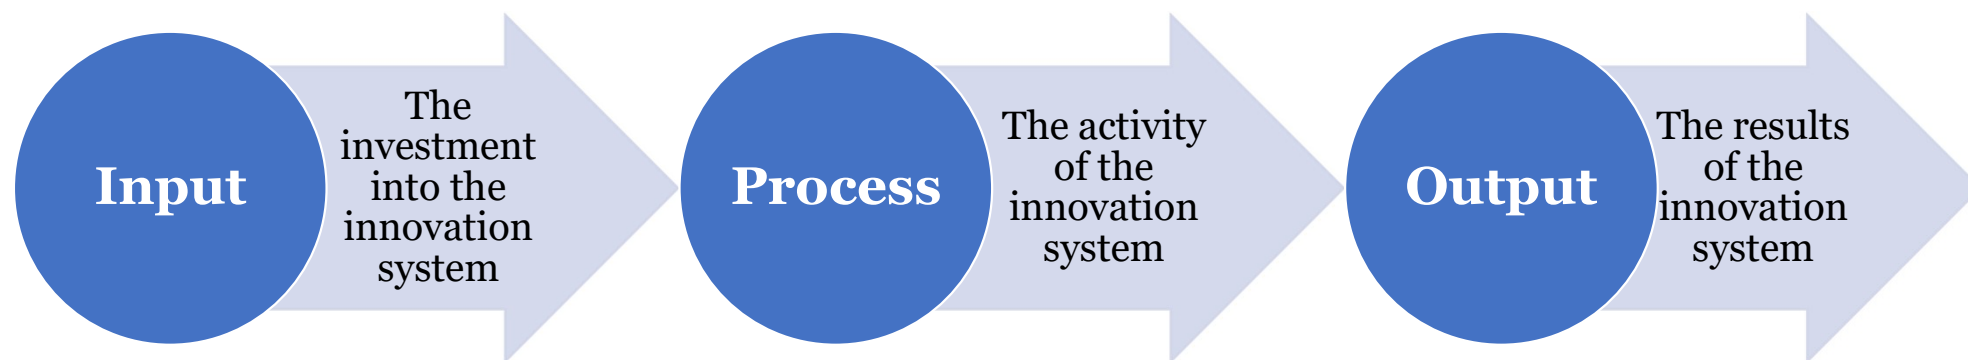 Input
The
investment
into the
innovation
system
Process
The activity
of the
innovation
system
Output
The results
of the
innovation
system